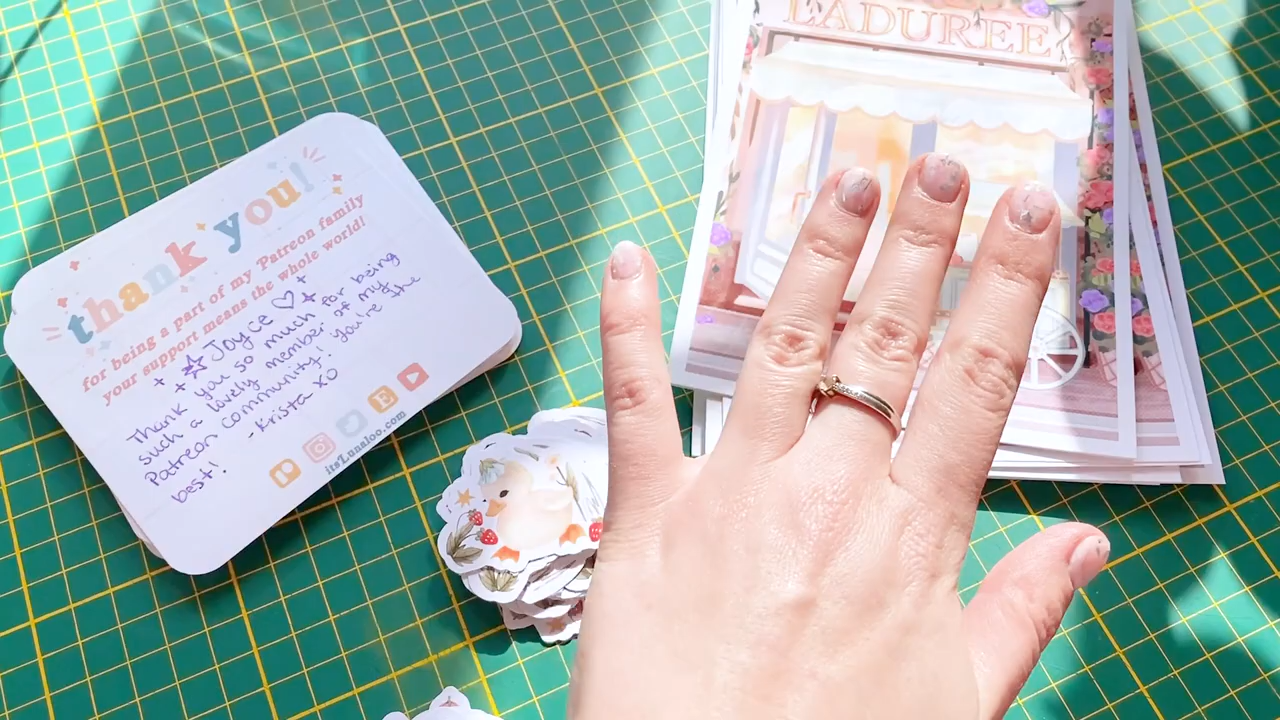 thank you!
for being a part of my Patreon family
your support means the whole world!
Joyce
Thank you so much for being
such a lovely member of my
Patreon community! You're the
best!
-Krista XO
itsLunaloo.com
LADUREE